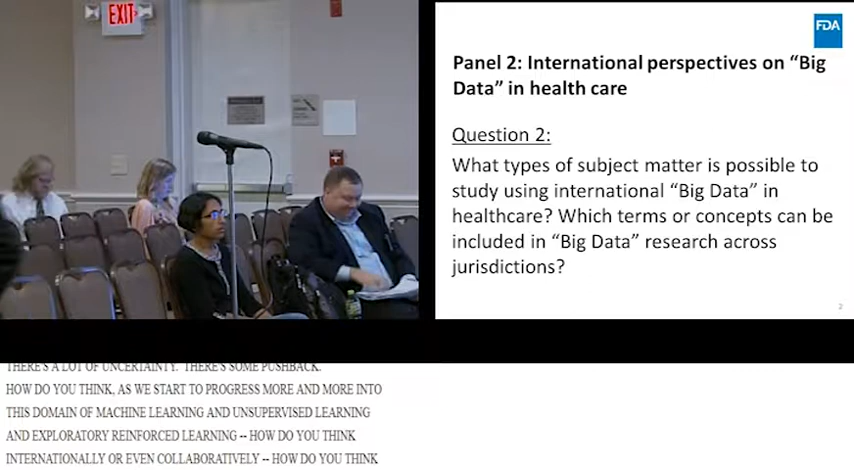 EXIT
FDA
Panel 2: International perspectives on “Big
Data” in health care
Question 2:
What types of subject matter is possible to
study using international “Big Data” in
healthcare? Which terms or concepts can be
included in “Big Data” research across
jurisdictions?
2
THERE'S A LOT OF UNCERTAINTY. THERE'S SOME PUSHBACK.
HOW DO YOU THINK, AS WE START TO PROGRESS MORE AND MORE INTO
THIS DOMAIN OF MACHINE LEARNING AND UNSUPERVISED LEARNING
AND EXPLORATORY REINFORCED LEARNING -- HOW DO YOU THINK
INTERNATIONALLY OR EVEN COLLABORATIVELY -- HOW DO YOU THINK